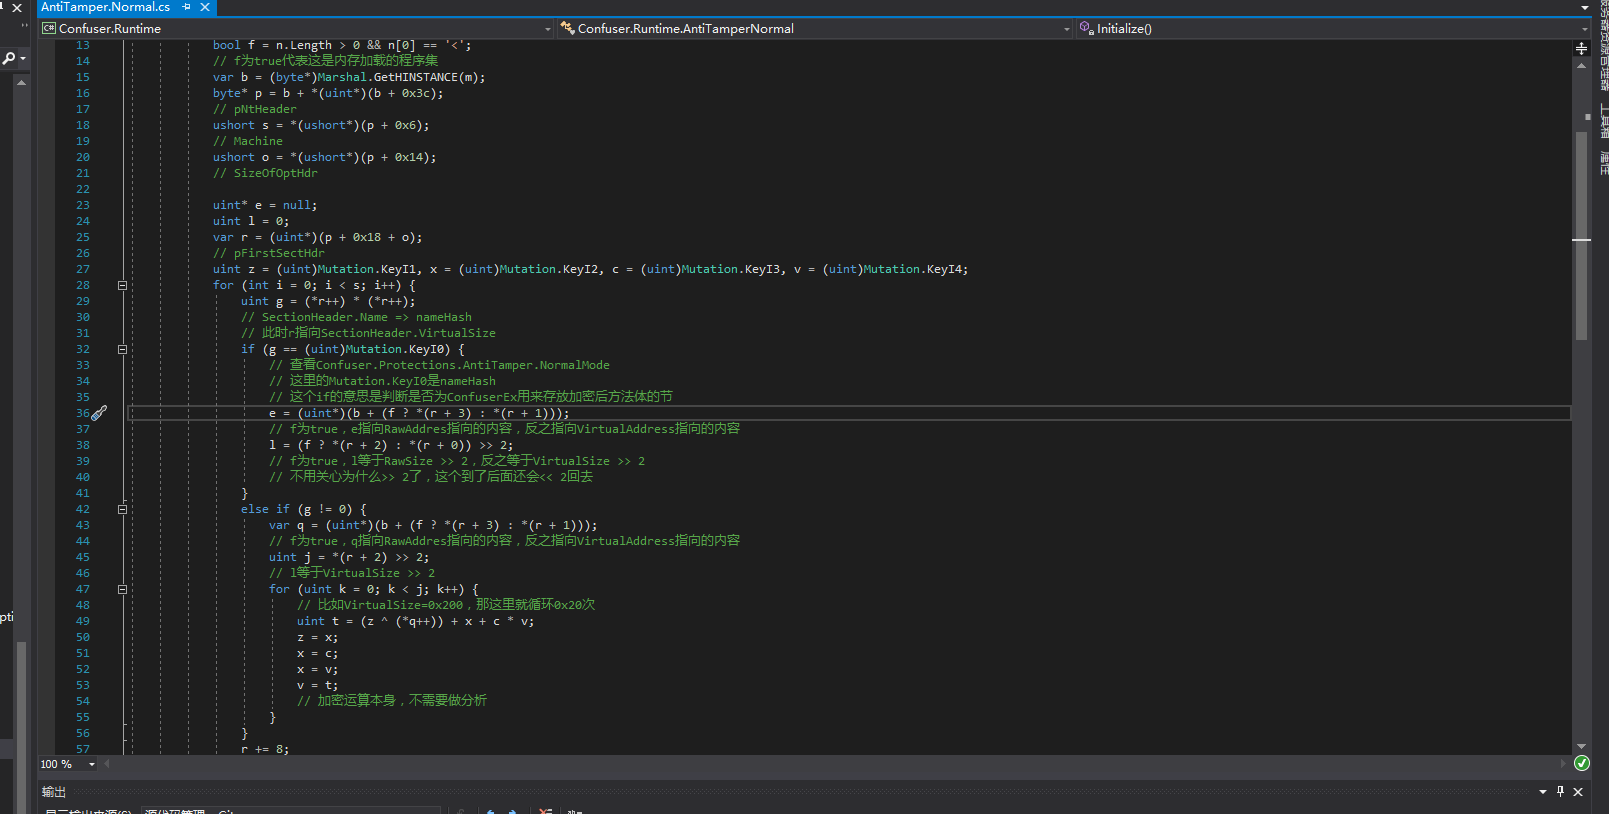 AntiTamper.Normal.cs
Confuser.Runtime
Confuser.Runtime.AntiTamperNormal
Initialize()
13 bool f = n.Length > 0 && n[0] == '<';
14 // f为true代表这是内存加载的程序集
15 var b = (byte*)Marshal.GetHINSTANCE(m);
16 byte* p = b + *(uint*)(b + 0x3c);
17 // pNtHeader
18 ushort s = *(ushort*)(p + 0x6);
19 // Machine
20 ushort o = *(ushort*)(p + 0x14);
21 // SizeOfOptHdr
22
23 uint* e = null;
24 uint l = 0;
25 var r = (uint*)(p + 0x18 + o);
26 // pFirstSectHdr
27 uint z = (uint)Mutation.KeyI1, x = (uint)Mutation.KeyI2, c = (uint)Mutation.KeyI3, v = (uint)Mutation.KeyI4;
28 for (int i = 0; i < s; i++) {
29 uint g = (*r++) * (*r++);
30 // SectionHeader.Name => nameHash
31 // 此时r指向SectionHeader.VirtualSize
32 if (g == (uint)Mutation.KeyI0) {
33 // 查看Confuser.Protections.AntiTamper.NormalMode
34 // 这里的Mutation.KeyI0是nameHash
35 // 这个if的意思是判断是否为ConfuserEx用来存放加密后方法体的节
36 e = (uint*)(b + (f ? *(r + 3) : *(r + 1)));
37 // f为true，e指向RawAddres指向的内容，反之指向VirtualAddress指向的内容
38 l = (f ? *(r + 2) : *(r + 0)) >> 2;
39 // f为true，l等于RawSize >> 2，反之等于VirtualSize >> 2
40 // 不用关心为什么>> 2了，这个到了后面还会<< 2回去
41 }
42 else if (g != 0) {
43 var q = (uint*)(b + (f ? *(r + 3) : *(r + 1)));
44 // f为true，q指向RawAddres指向的内容，反之指向VirtualAddress指向的内容
45 uint j = *(r + 2) >> 2;
46 // l等于VirtualSize >> 2
47 for (uint k = 0; k < j; k++) {
48 // 比如VirtualSize=0x200，那这里就循环0x20次
49 uint t = (z ^ (*q++)) + x + c * v;
50 z = x;
51 x = c;
52 x = v;
53 v = t;
54 // 加密运算本身，不需要做分析
55 }
56 }
57 r += 8;
100 %
输出
工具箱
属性